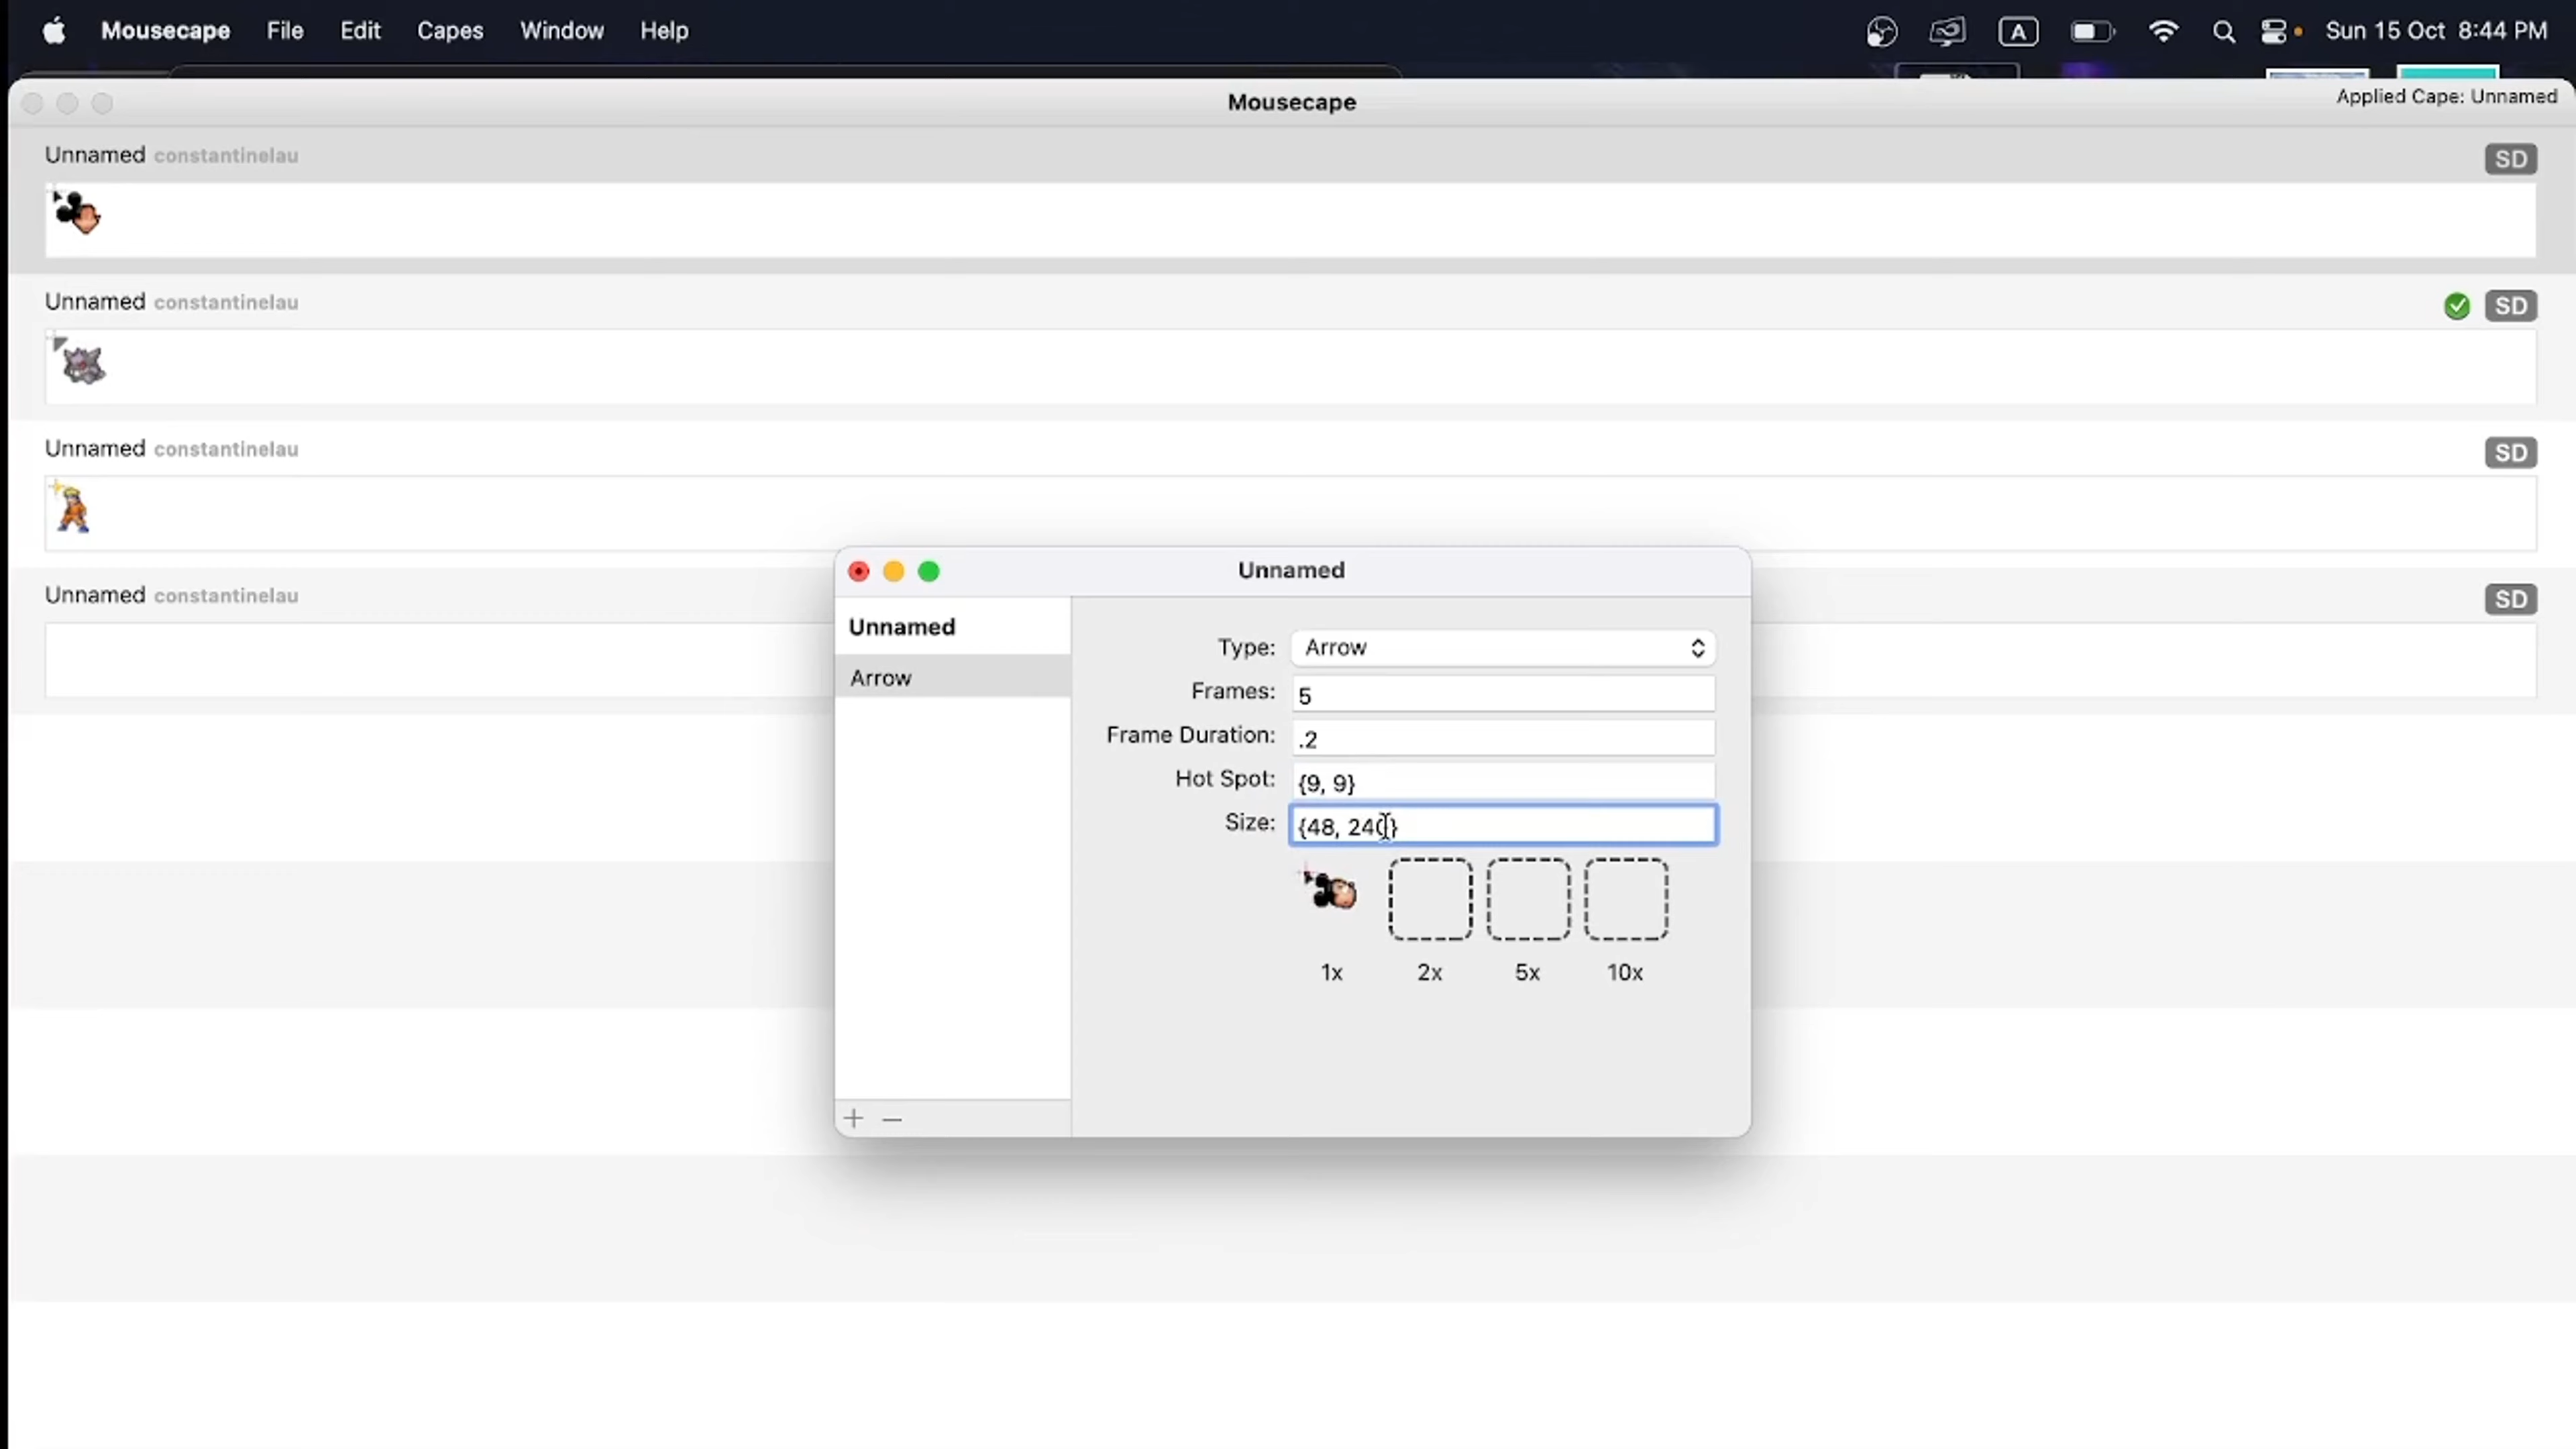 Mousecape File Edit Capes Window Help A Sun 15 Oct 8:44 PM
Mousecape
Applied Cape: Unnamed
Unnamed constantinelau SD
Unnamed constantinelau SD
Unnamed constantinelau SD
Unnamed constantinelau SD
Unnamed
Unnamed
Arrow
Type: Arrow
Frames: 5
Frame Duration: .2
Hot Spot: {9, 9}
Size: {48, 240}
1x 2x 5x 10x